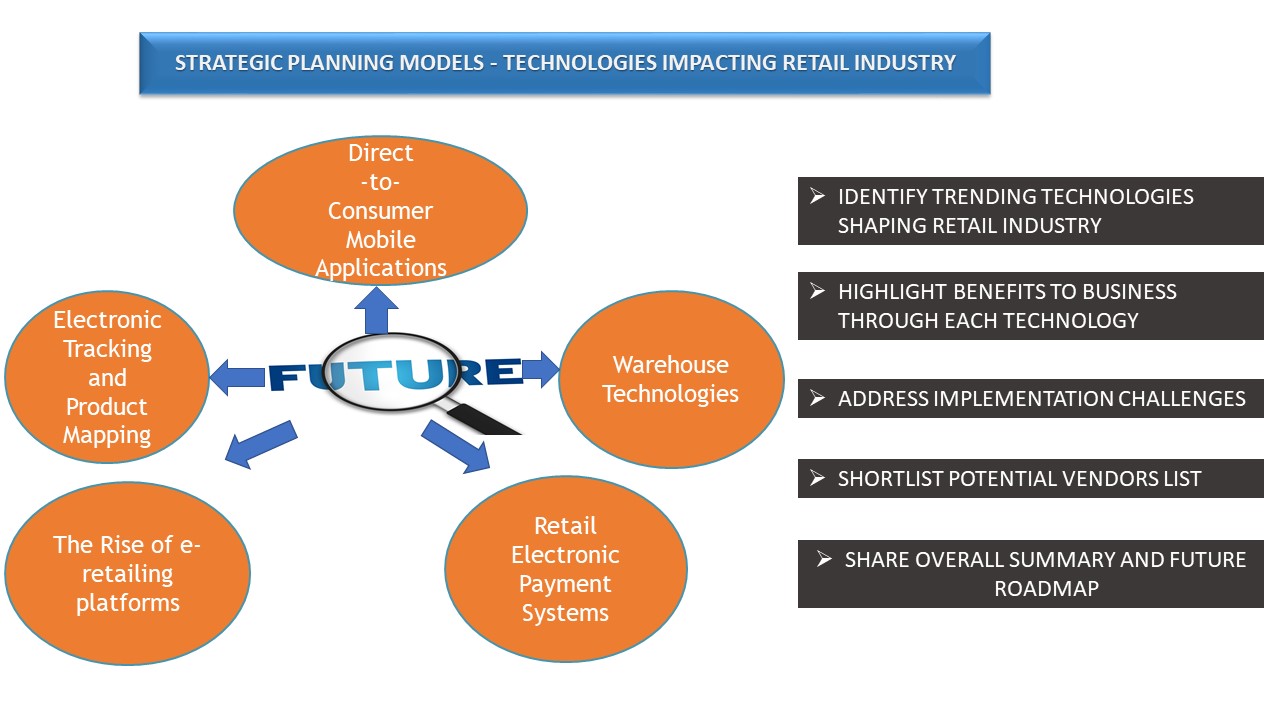 STRATEGIC PLANNING MODELS - TECHNOLOGIES IMPACTING RETAIL INDUSTRY
Direct
-to-
Consumer
Mobile
Applications
Electronic
Tracking
and
Product
Mapping
FUTURE
Warehouse
Technologies
The Rise of e-
retailing
platforms
Retail
Electronic
Payment
Systems
➢ IDENTIFY TRENDING TECHNOLOGIES
SHAPING RETAIL INDUSTRY
➢ HIGHLIGHT BENEFITS TO BUSINESS
THROUGH EACH TECHNOLOGY
➢ ADDRESS IMPLEMENTATION CHALLENGES
➢ SHORTLIST POTENTIAL VENDORS LIST
➢ SHARE OVERALL SUMMARY AND FUTURE
ROADMAP